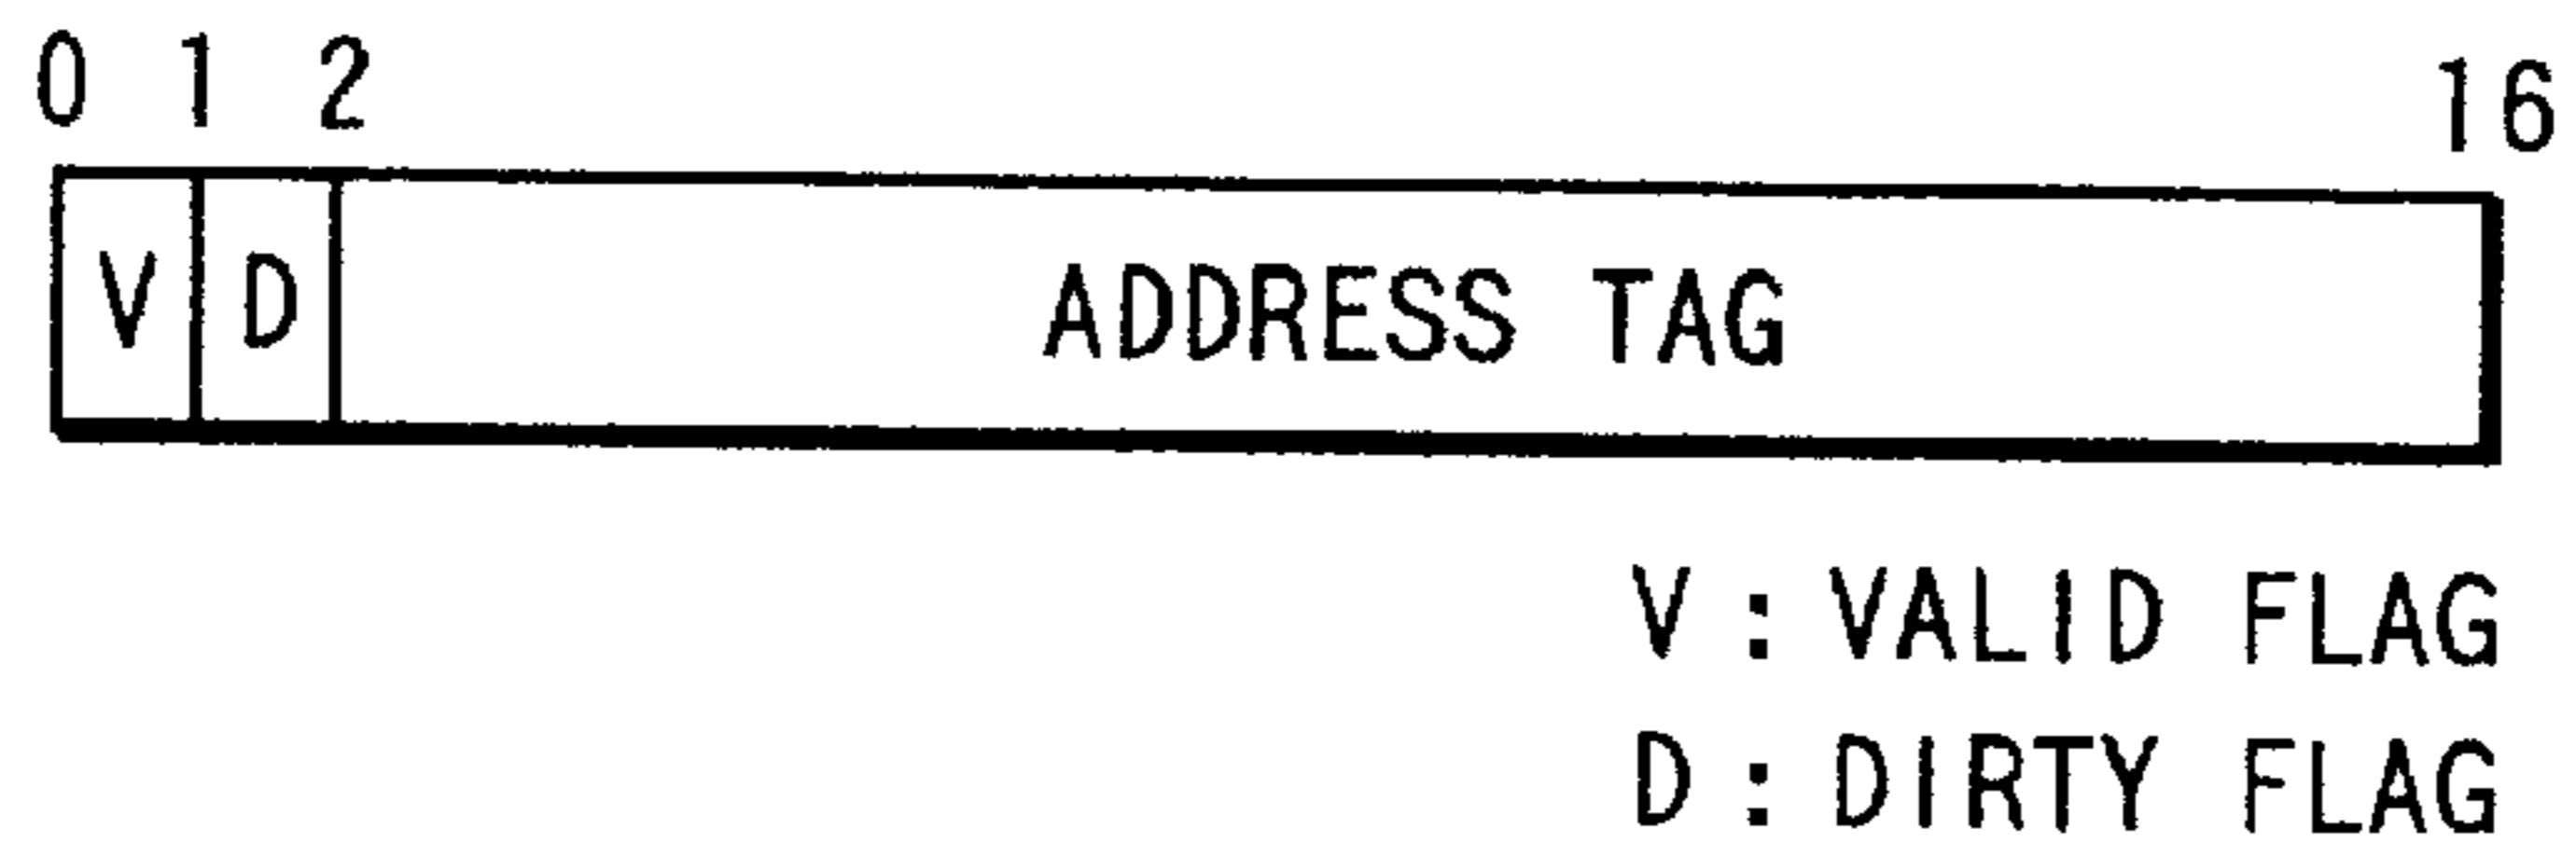 0 1 2 16
V D ADDRESS TAG
V : VALID FLAG
D : DIRTY FLAG